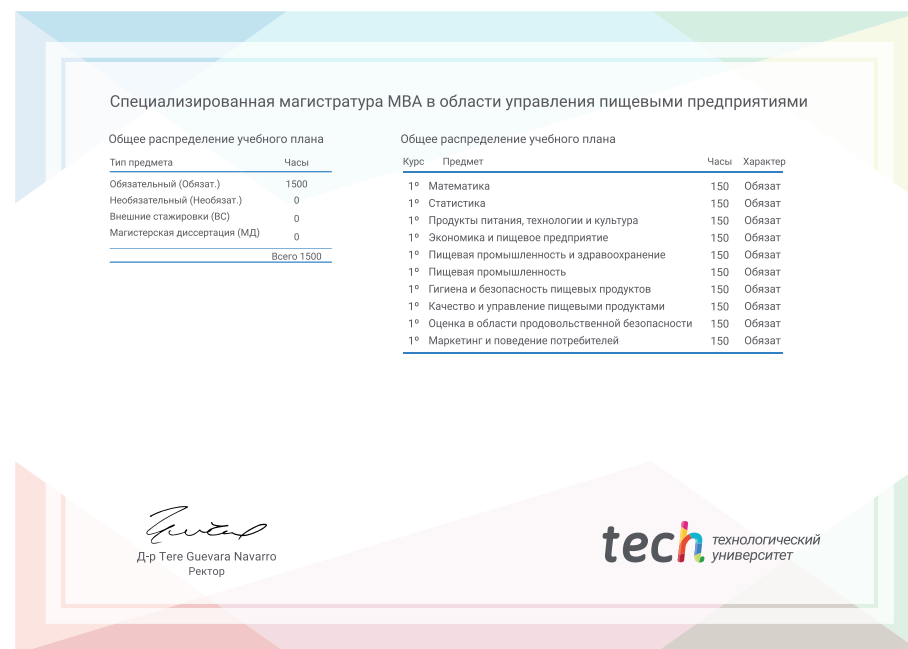 Специализированная магистратура MBA в области управления пищевыми предприятиями
Общее распределение учебного плана
Тип предмета Часы
Обязательный (Обязат.) 1500
Необязательный (Необязат.) 0
Внешние стажировки (ВС) 0
Магистерская диссертация (МД) 0
Всего 1500
Общее распределение учебного плана
Курс Предмет Часы Характер
1º Математика 150 Обязат
1º Статистика 150 Обязат
1º Продукты питания, технологии и культура 150 Обязат
1º Экономика и пищевое предприятие 150 Обязат
1º Пищевая промышленность и здравоохранение 150 Обязат
1º Пищевая промышленность 150 Обязат
1º Гигиена и безопасность пищевых продуктов 150 Обязат
1º Качество и управление пищевыми продуктами 150 Обязат
1º Оценка в области продовольственной безопасности 150 Обязат
1º Маркетинг и поведение потребителей 150 Обязат
Д-р Tere Guevara Navarro
Ректор
tech технологический
университет